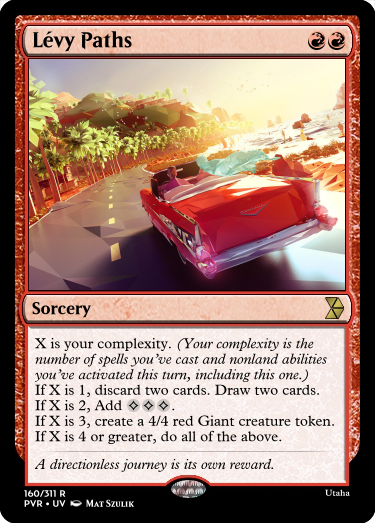 Lévy Paths
Sorcery
X is your complexity. (Your complexity is the
number of spells you've cast and nonland abilities
you've activated this turn, including this one.)
If X is 1, discard two cards. Draw two cards.
If X is 2, Add
If X is 3, create a 4/4 red Giant creature token.
If X is 4 or greater, do all of the above.
A directionless journey is its own reward.
160/311 R
Utaha
PVR • UV Mat Szulik